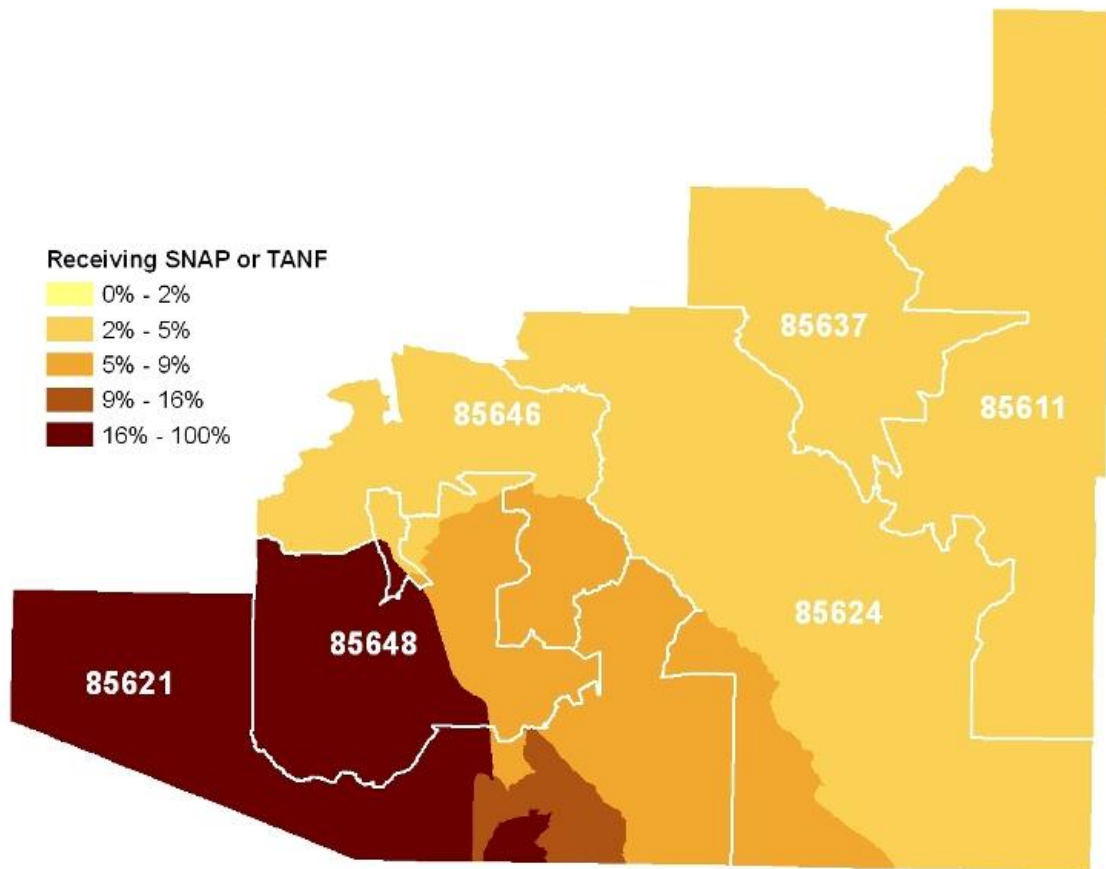 Receiving SNAP or TANF
0% - 2%
2% - 5%
5% - 9%
9% - 16%
16% - 100%
85637
85611
85646
85624
85648
85621